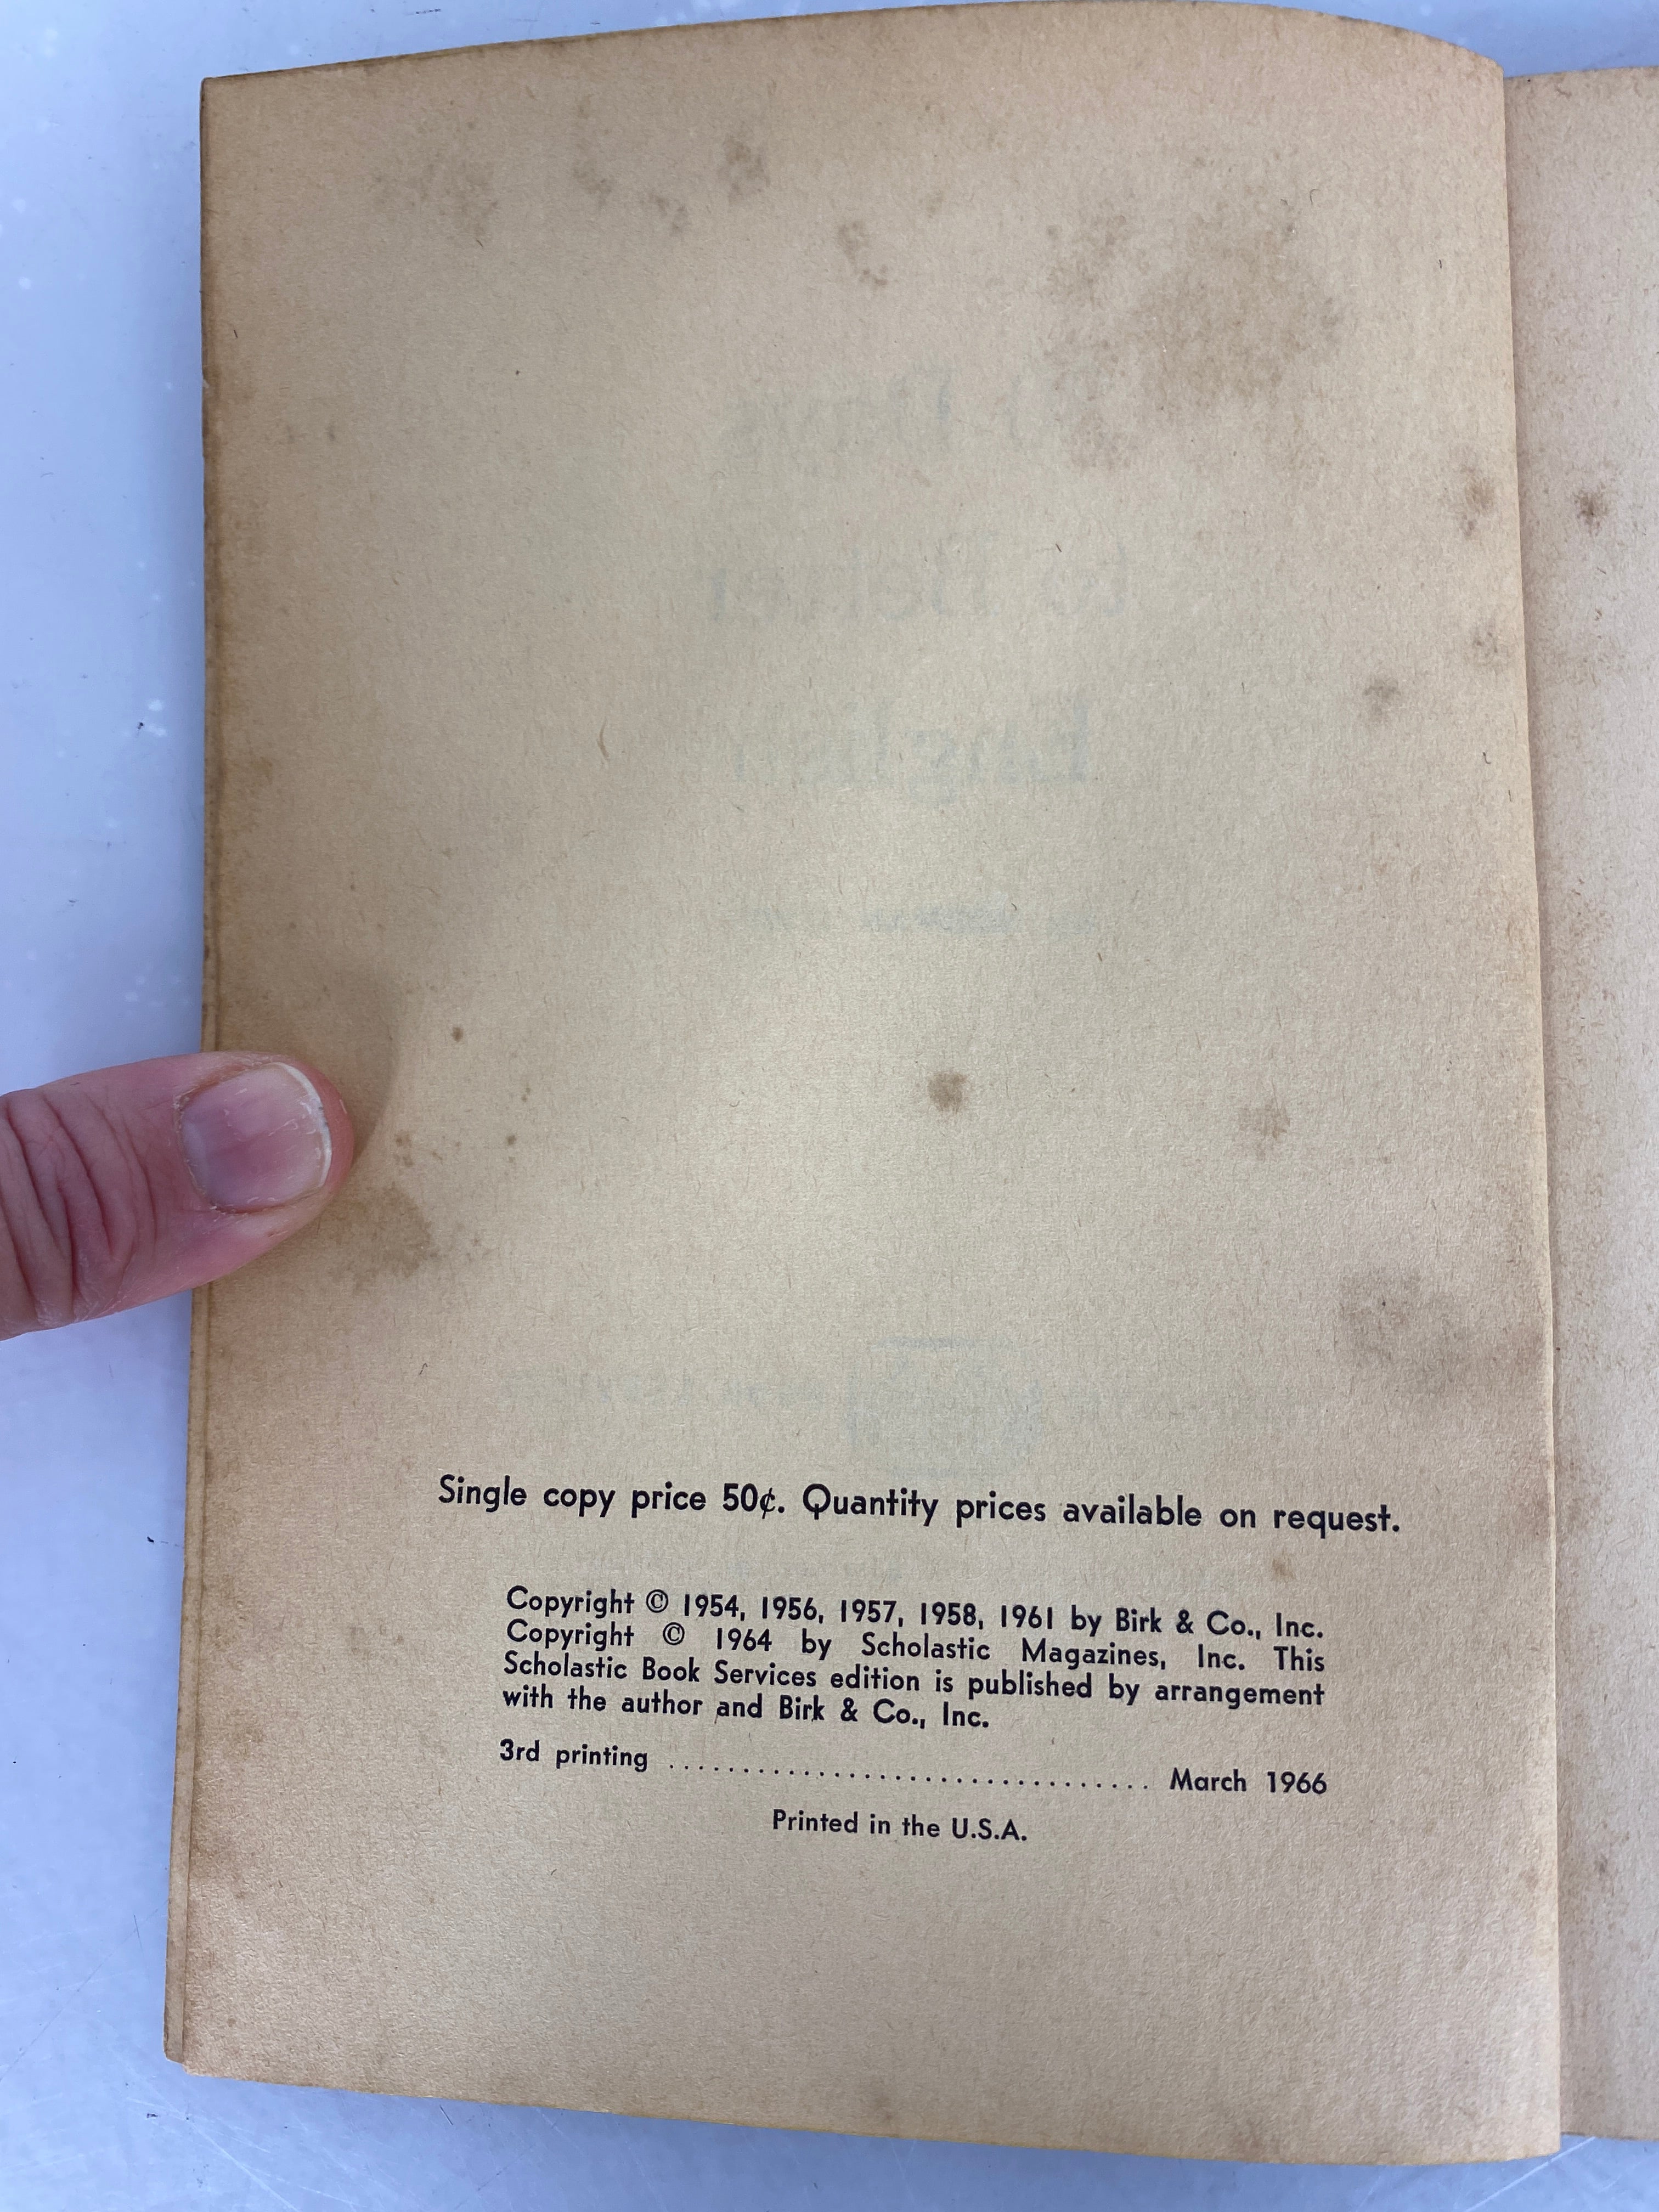 Single copy price 50¢. Quantity prices available on request.
Copyright © 1954, 1956, 1957, 1958, 1961 by Birk & Co., Inc.
Copyright © 1964 by Scholastic Magazines, Inc. This
Scholastic Book Services edition is published by arrangement
with the author and Birk & Co., Inc.
3rd printing ................................ March 1966
Printed in the U.S.A.